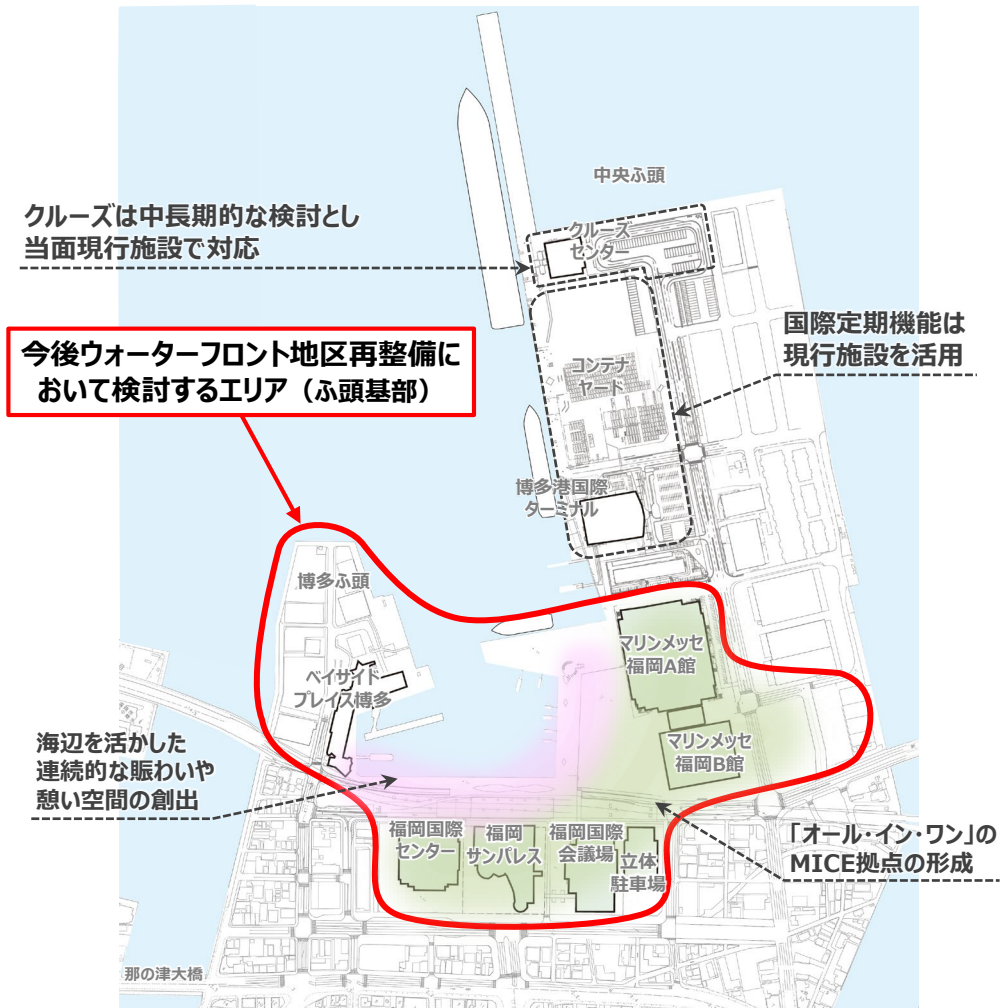 中央ふ頭
クルーズは中長期的な検討とし
当面現行施設で対応
クルーズ
センター
国際定期機能は
現行施設を活用
今後ウォーターフロント地区再整備に
おいて検討するエリア（ふ頭基部）
コンテナ
ヤード
博多港国際
ターミナル
博多ふ頭
マリンメッセ
福岡A館
ベイサイド
プレイス博多
マリンメッセ
福岡B館
海辺を活かした
連続的な賑わいや
憩い空間の創出
福岡国際
センター
福岡
サンパレス
福岡国際
会議場
立体
駐車場
「オール・イン・ワン」の
MICE拠点の形成
那の津大橋